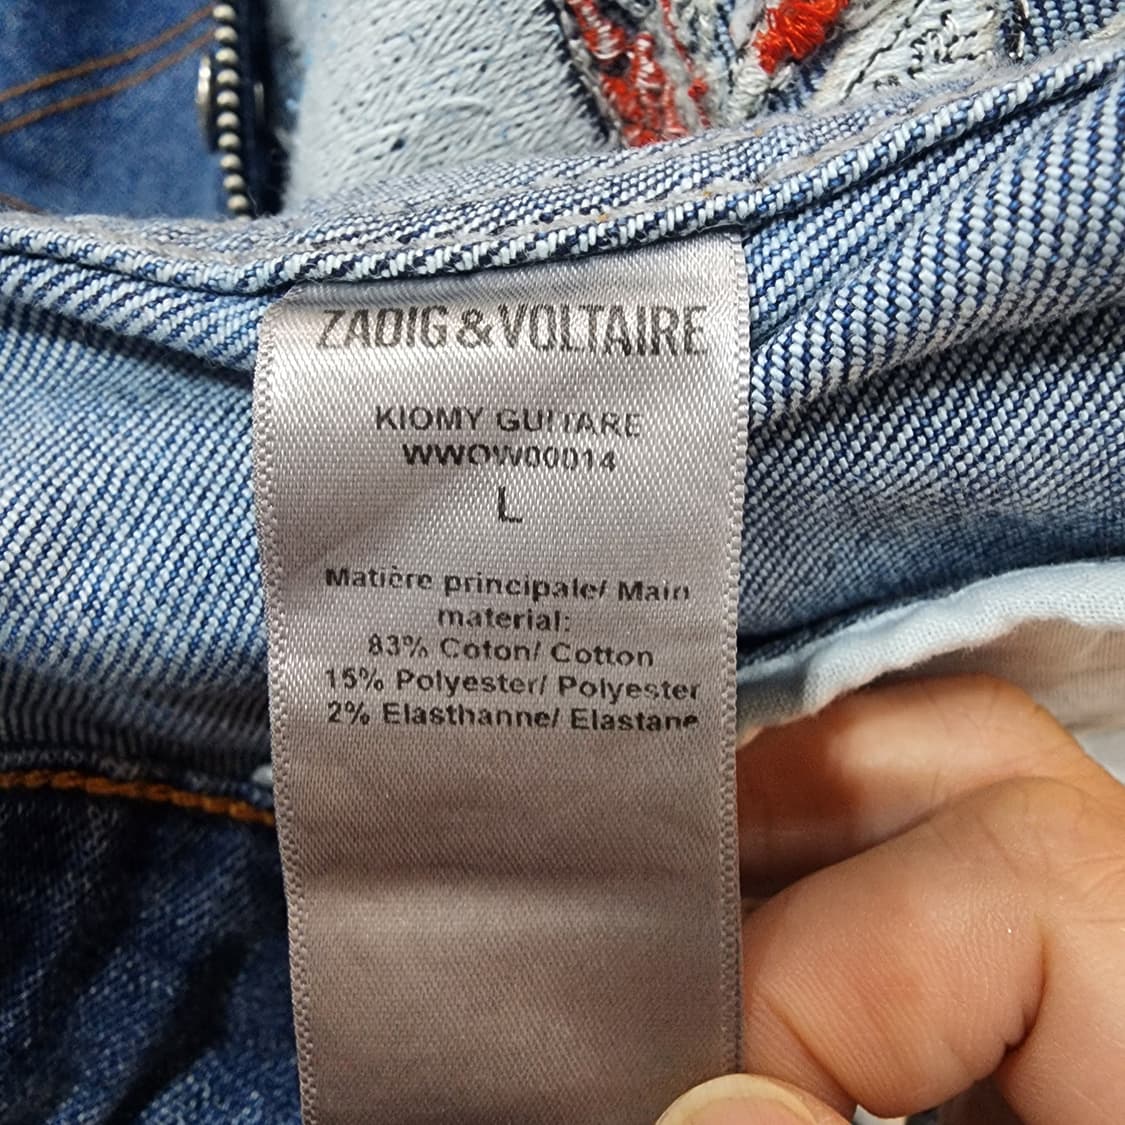 ZADIG&VOLTAIRE
KIOMY GUITARE
WWOW00014
L
Matière principale/ Main
material:
83% Coton/ Cotton
15% Polyester/ Polyester
2% Elasthanne/ Elastane